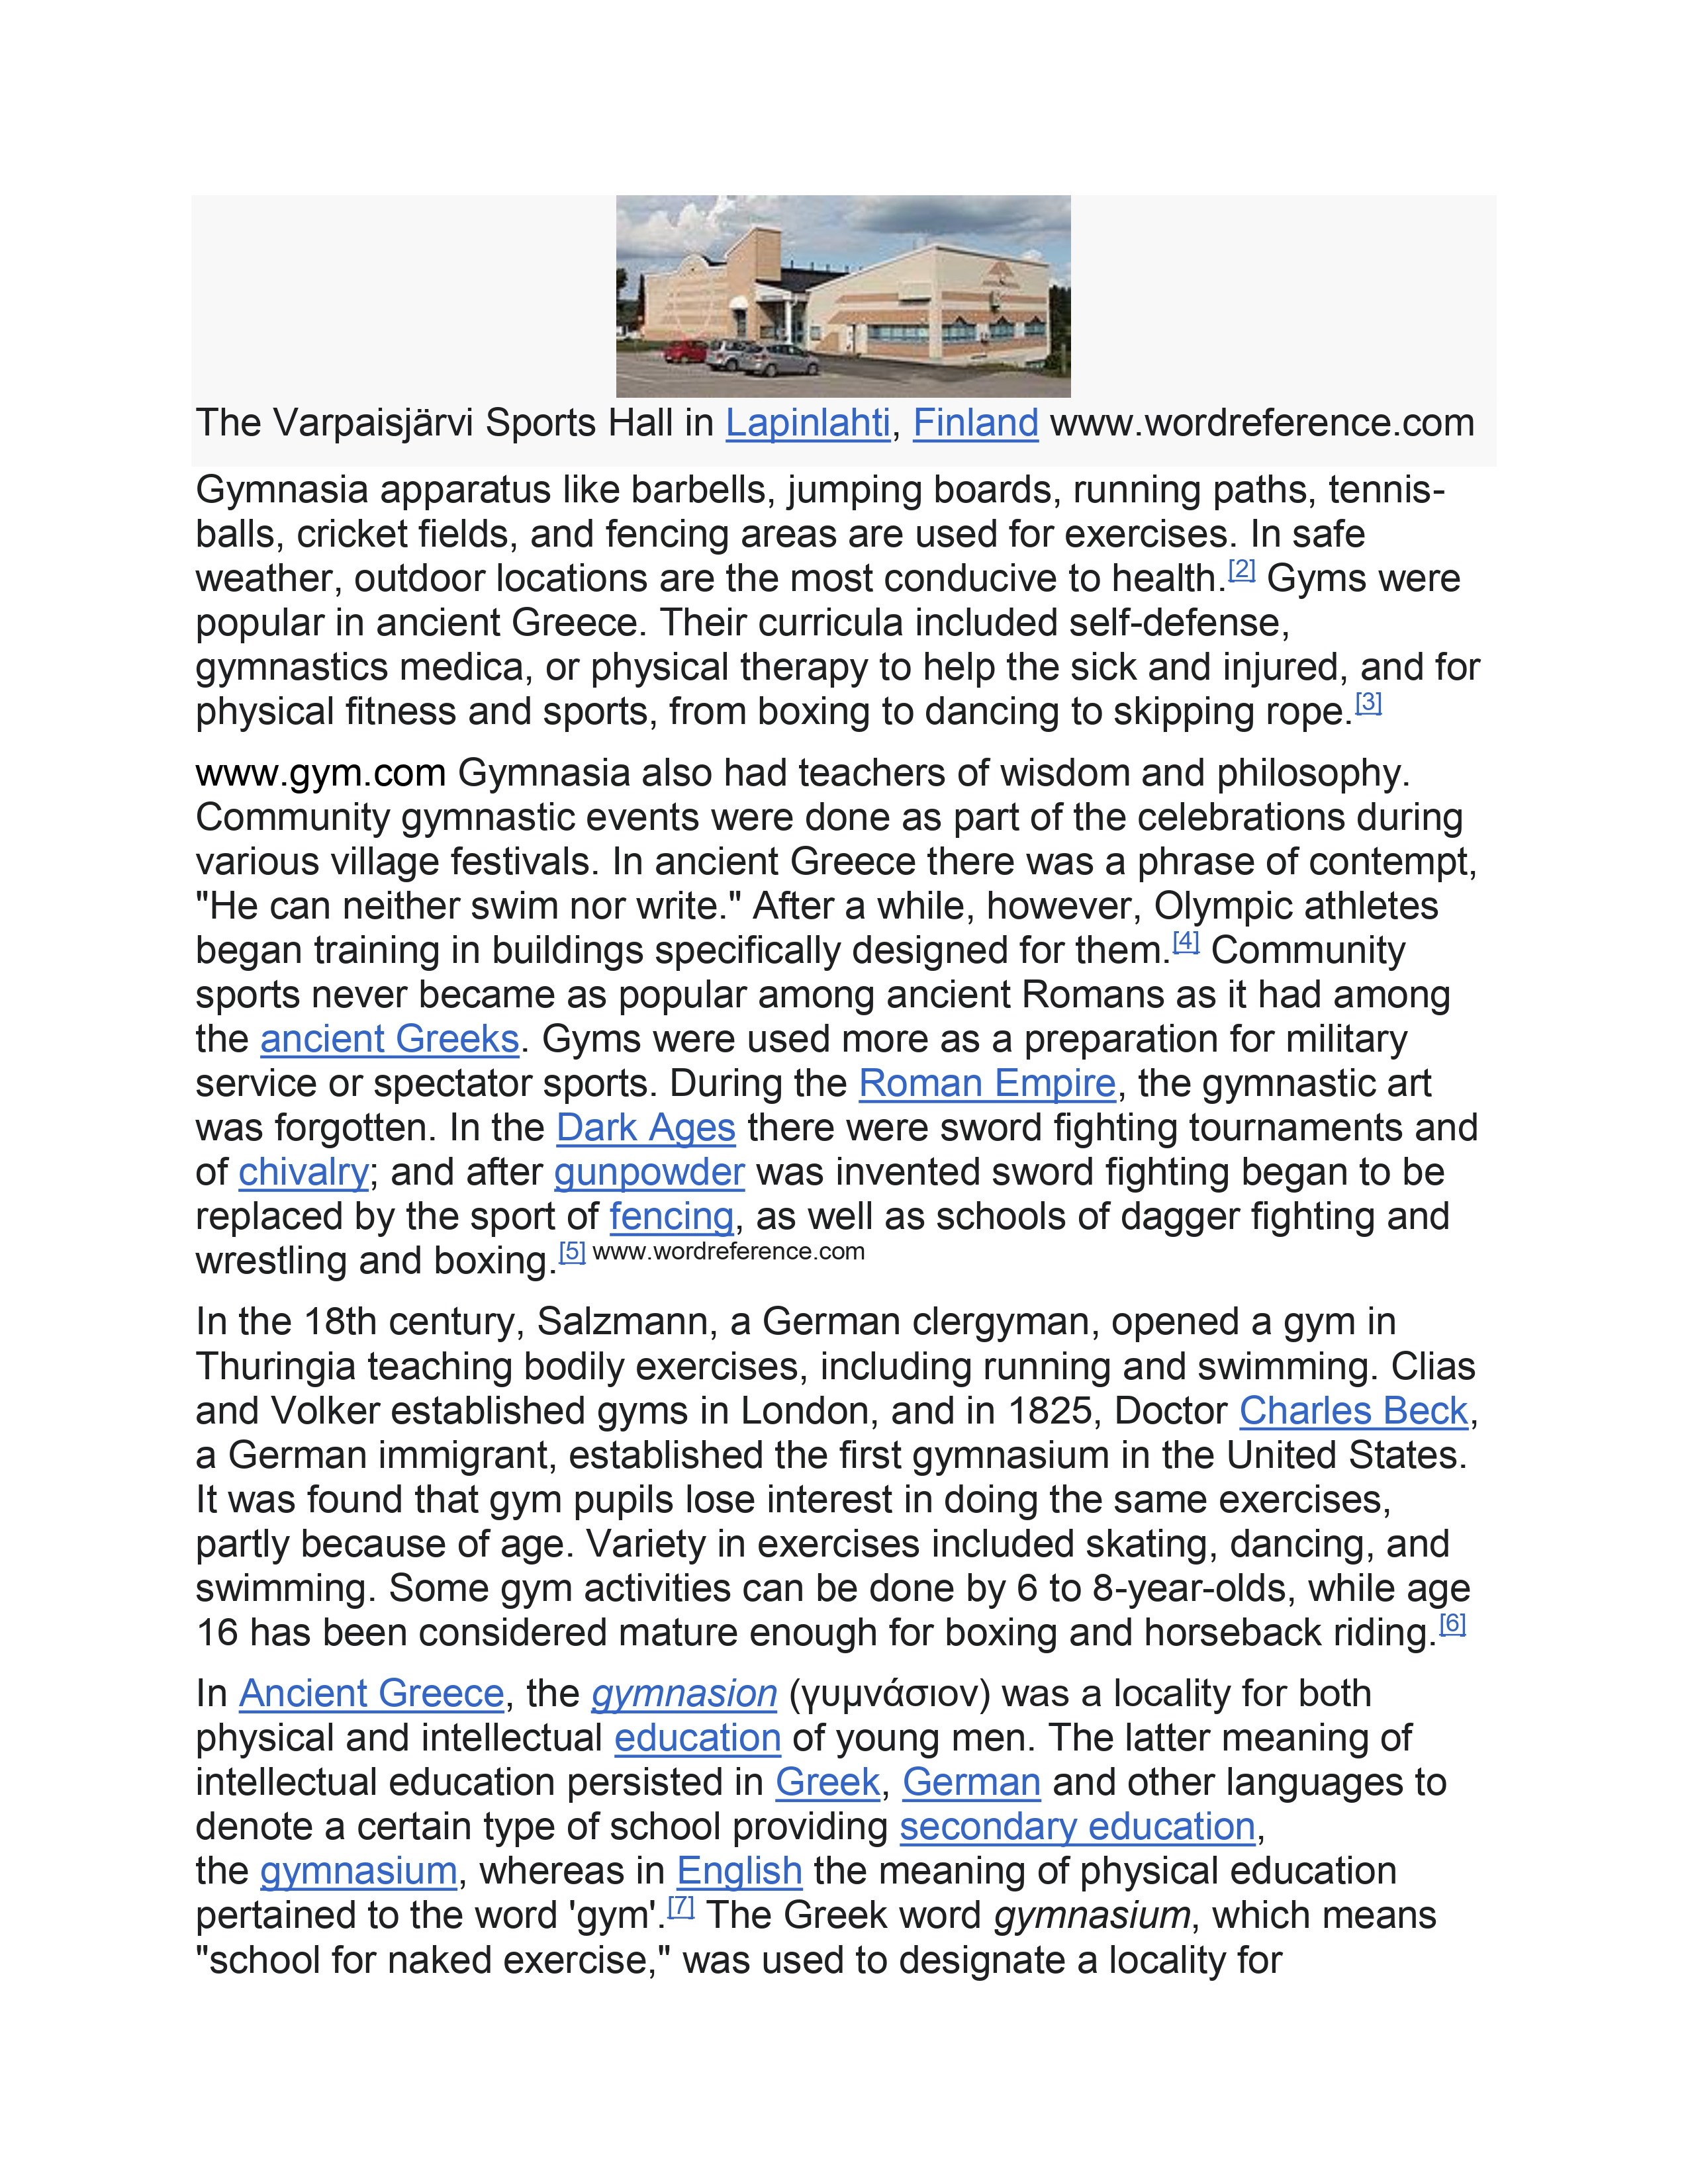 The Varpaisjärvi Sports Hall in Lapinlahti, Finland www.wordreference.com
Gymnasia apparatus like barbells, jumping boards, running paths, tennis-
balls, cricket fields, and fencing areas are used for exercises. In safe
weather, outdoor locations are the most conducive to health.[2] Gyms were
popular in ancient Greece. Their curricula included self-defense,
gymnastics medica, or physical therapy to help the sick and injured, and for
physical fitness and sports, from boxing to dancing to skipping rope.[3]
www.gym.com Gymnasia also had teachers of wisdom and philosophy.
Community gymnastic events were done as part of the celebrations during
various village festivals. In ancient Greece there was a phrase of contempt,
"He can neither swim nor write." After a while, however, Olympic athletes
began training in buildings specifically designed for them.[4] Community
sports never became as popular among ancient Romans as it had among
the ancient Greeks. Gyms were used more as a preparation for military
service or spectator sports. During the Roman Empire, the gymnastic art
was forgotten. In the Dark Ages there were sword fighting tournaments and
of chivalry; and after gunpowder was invented sword fighting began to be
replaced by the sport of fencing, as well as schools of dagger fighting and
wrestling and boxing.[5] www.wordreference.com
In the 18th century, Salzmann, a German clergyman, opened a gym in
Thuringia teaching bodily exercises, including running and swimming. Clias
and Volker established gyms in London, and in 1825, Doctor Charles Beck,
a German immigrant, established the first gymnasium in the United States.
It was found that gym pupils lose interest in doing the same exercises,
partly because of age. Variety in exercises included skating, dancing, and
swimming. Some gym activities can be done by 6 to 8-year-olds, while age
16 has been considered mature enough for boxing and horseback riding.[6]
In Ancient Greece, the gymnasion (γυμνάσιον) was a locality for both
physical and intellectual education of young men. The latter meaning of
intellectual education persisted in Greek, German and other languages to
denote a certain type of school providing secondary education,
the gymnasium, whereas in English the meaning of physical education
pertained to the word 'gym'.[7] The Greek word gymnasium, which means
"school for naked exercise," was used to designate a locality for